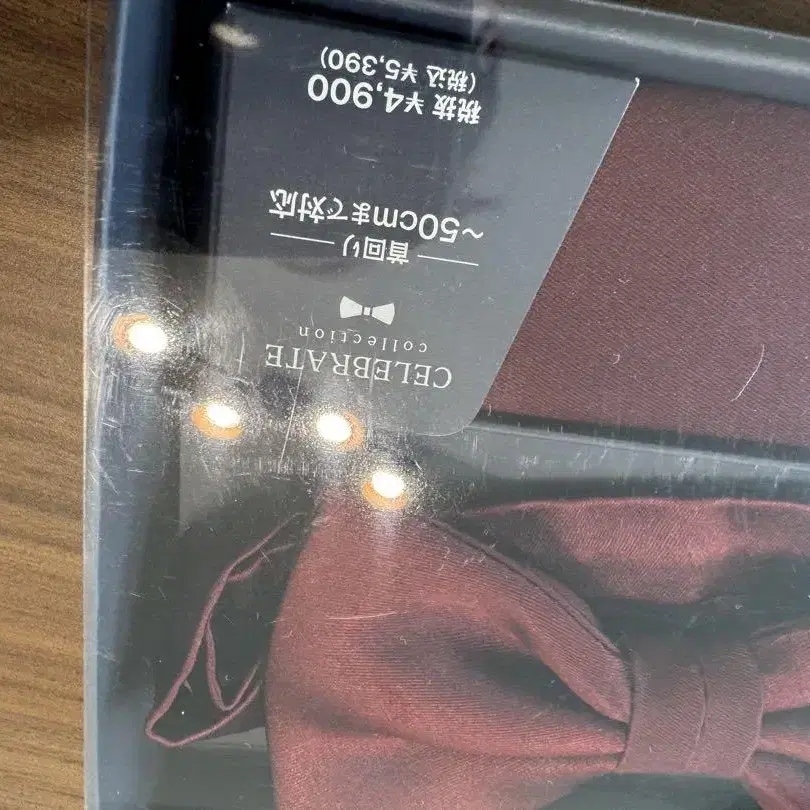 CELEBRATE
collection
首回り
~50cmまで対応
税抜 ¥4,900
(税込 ¥5,390)